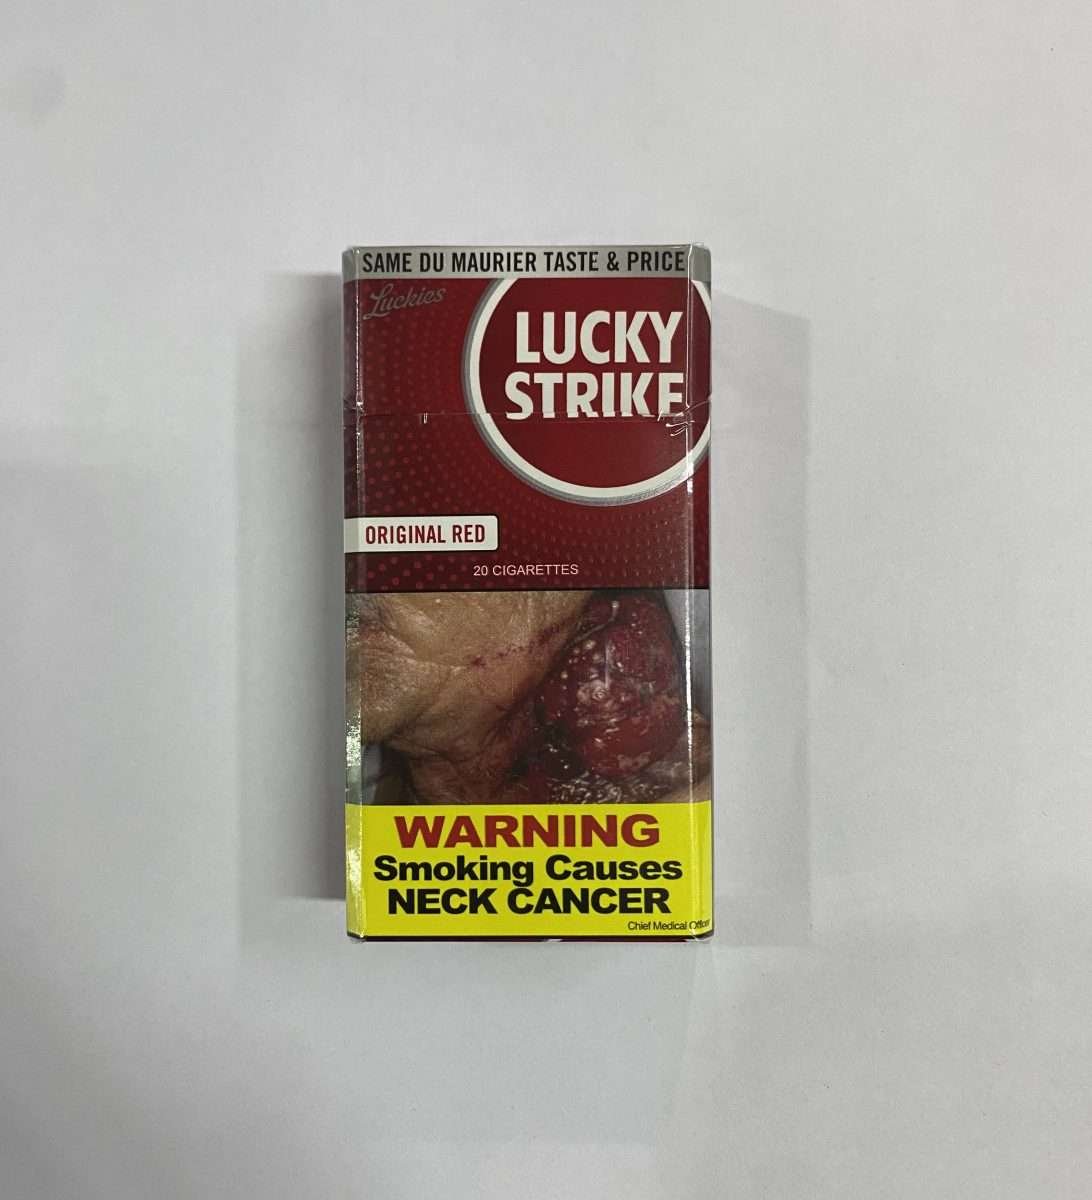 SAME DU MAURIER TASTE & PRICE
Luckies
LUCKY
STRIKE
ORIGINAL RED
20 CIGARETTES
WARNING
Smoking Causes
NECK CANCER
Chief Medical Officer